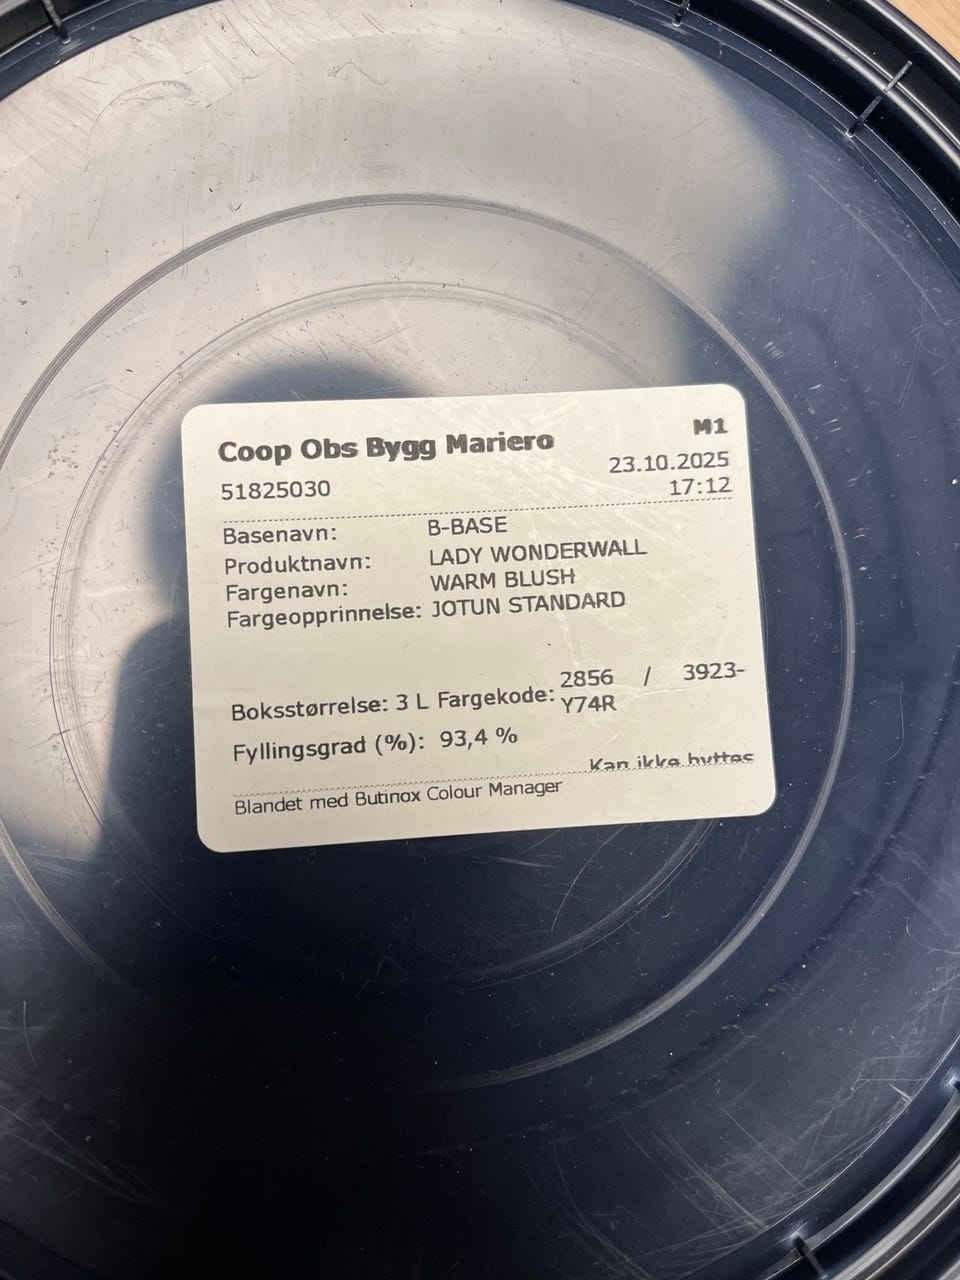 Coop Obs Bygg Mariero M1
51825030 23.10.2025
17:12
Basenavn: B-BASE
Produktnavn: LADY WONDERWALL
Fargenavn: WARM BLUSH
Fargeopprinnelse: JOTUN STANDARD
Boksstørrelse: 3 L Fargekode: 2856 / 3923-
Y74R
Fyllingsgrad (%): 93,4 %
Kan ikke byttes
Blandet med Butinox Colour Manager